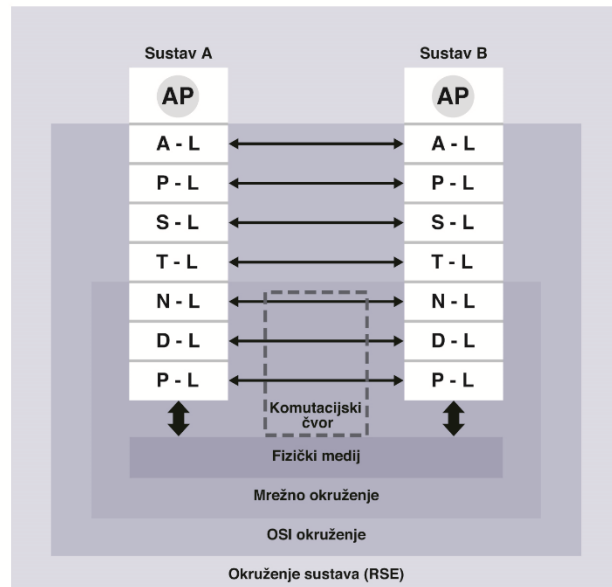 Sustav A
Sustav B
AP
AP
A - L
A - L
P - L
P - L
S - L
S - L
T - L
T - L
N - L
N - L
D - L
D - L
P - L
P - L
Komutacijski
čvor
Fizički medij
Mrežno okruženje
OSI okruženje
Okruženje sustava (RSE)